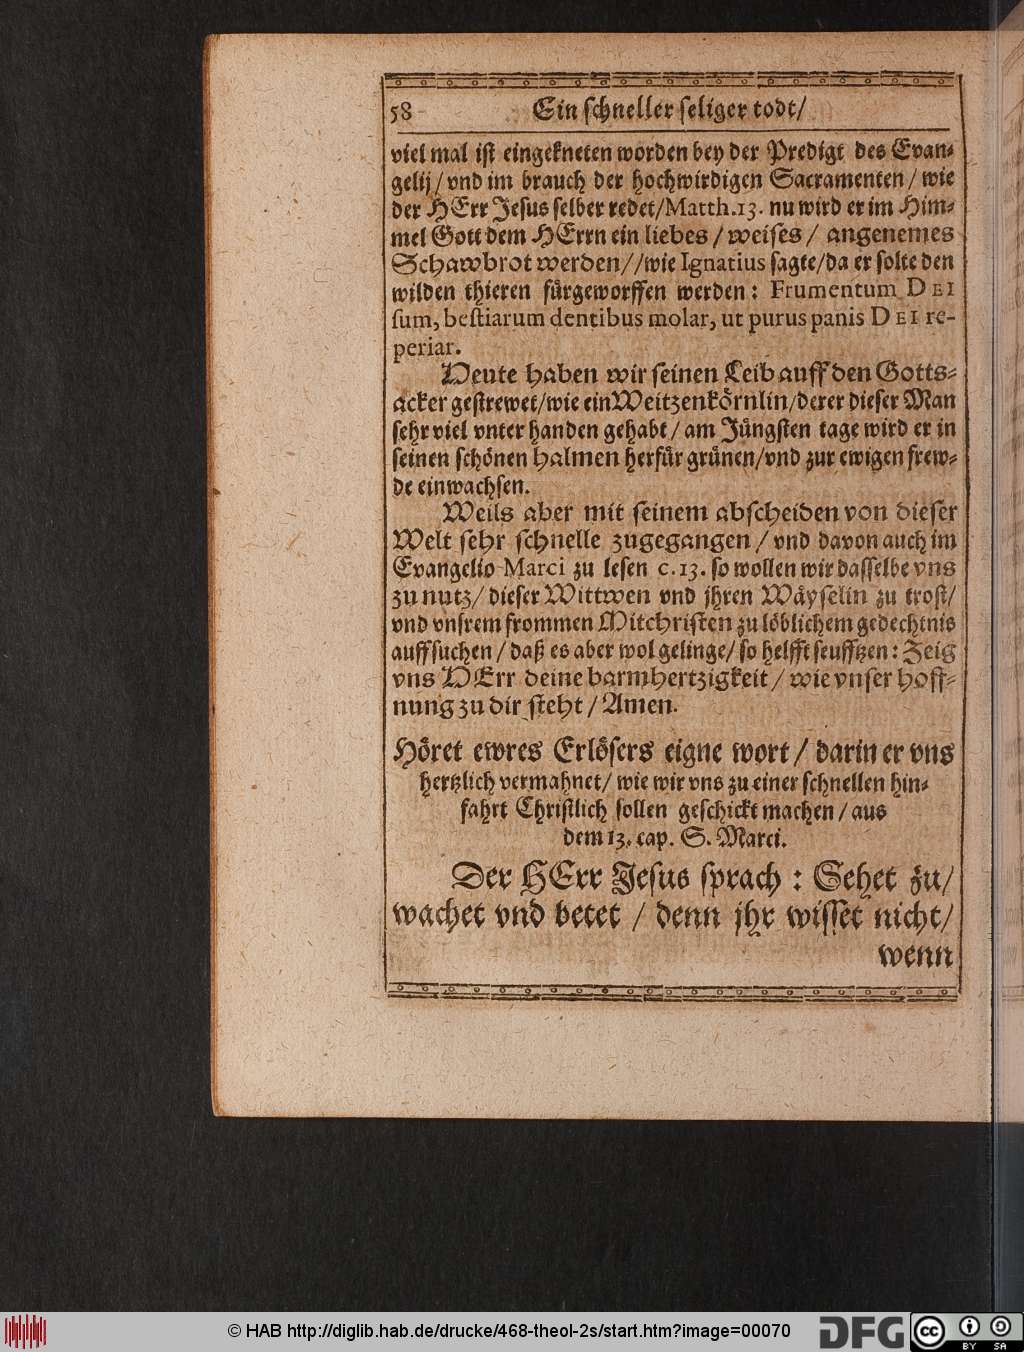 58 Ein schneller seliger todt/
viel mal ist eingekneten worden bey der Predigt des Evan-
gelij/vnd im brauch der hochwirdigen Sacramenten/wie
der HErr Jesus selber redet/Matth.13. nu wird er im Him-
mel Gott dem HErrn ein liebes/weises/ angenemes
Schawbrot werden//wie Ignatius sagte/da er solte den
wilden thieren fürgeworffen werden: Frumentum DEI
sum, bestiarum dentibus molar, ut purus panis DEI re-
periar.
Heute haben wir seinen Leib auff den Gotts-
acker gestrewet/wie ein Weitzenkörnlin/derer dieser Man
sehr viel vnter handen gehabt/am Jüngsten tage wird er in
seinen schönen halmen herfür grünen/vnd zur ewigen frew-
de einwachsen.
Weils aber mit seinem abscheiden von dieser
Welt sehr schnelle zugegangen/vnd davon auch im
Evangelio Marci zu lesen c.13. so wollen wir dasselbe vns
zu nutz/dieser Wittwen vnd jhren Wäyselin zu trost/
vnd vnsrem frommen Mitchristen zu löblichem gedechtnis
auffsuchen/daß es aber wol gelinge/so helfft seufftzen: Zeig
vns HErr deine barmhertzigkeit/wie vnser hoff-
nung zu dir steht/Amen.
Höret ewres Erlösers eigne wort/darin er vns
hertzlich vermahnet/wie wir vns zu einer schnellen hin-
fahrt Christlich sollen geschickt machen/aus
dem 13. cap. S. Marci.
Der HErr Jesus sprach: Sehet zu/
wachet vnd betet/denn jhr wisset nicht/
wenn
© HAB http://diglib.hab.de/drucke/468-theol-2s/start.htm?image=00070
DFG cc BY SA